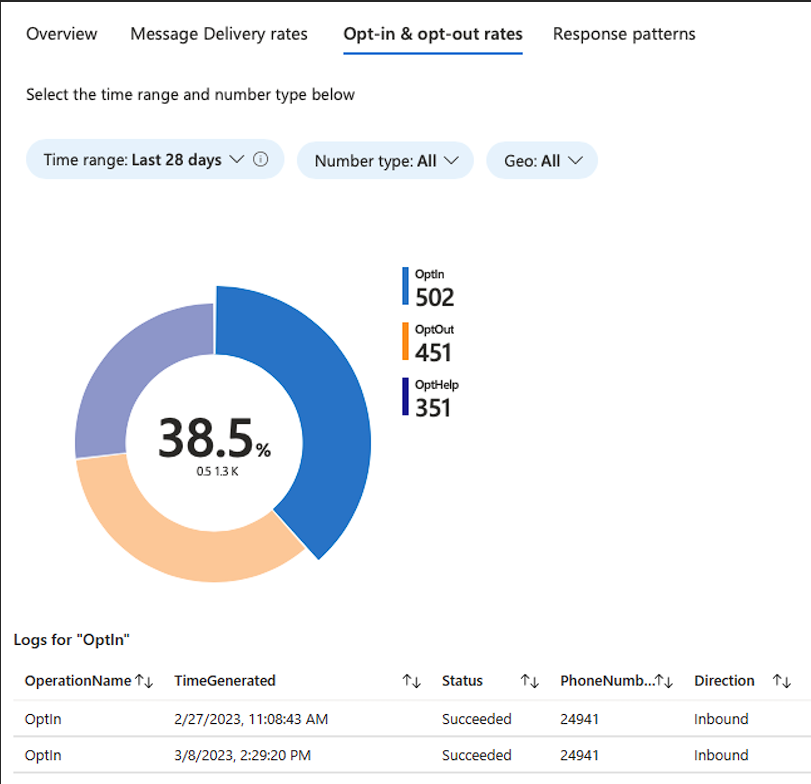 Overview Message Delivery rates Opt-in & opt-out rates Response patterns
Select the time range and number type below
Time range: Last 28 days Number type: All Geo: All
OptIn
502
OptOut
451
OptHelp
351
38.5%
0.5 1.3 K
Logs for "OptIn"
OperationName TimeGenerated Status PhoneNumb... Direction
OptIn 2/27/2023, 11:08:43 AM Succeeded 24941 Inbound
OptIn 3/8/2023, 2:29:20 PM Succeeded 24941 Inbound